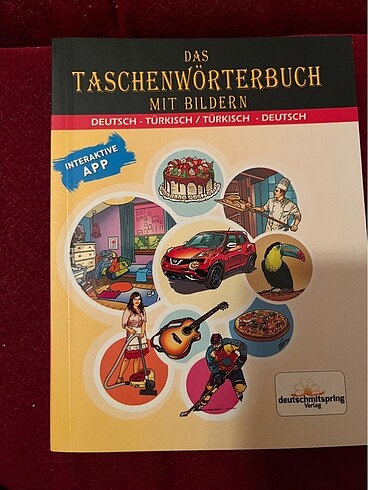 DAS
TASCHENWÖRTERBUCH
MIT BILDERN
DEUTSCH - TÜRKISCH / TÜRKISCH - DEUTSCH
INTERAKTIVE
APP
deutschmitspring
Verlag